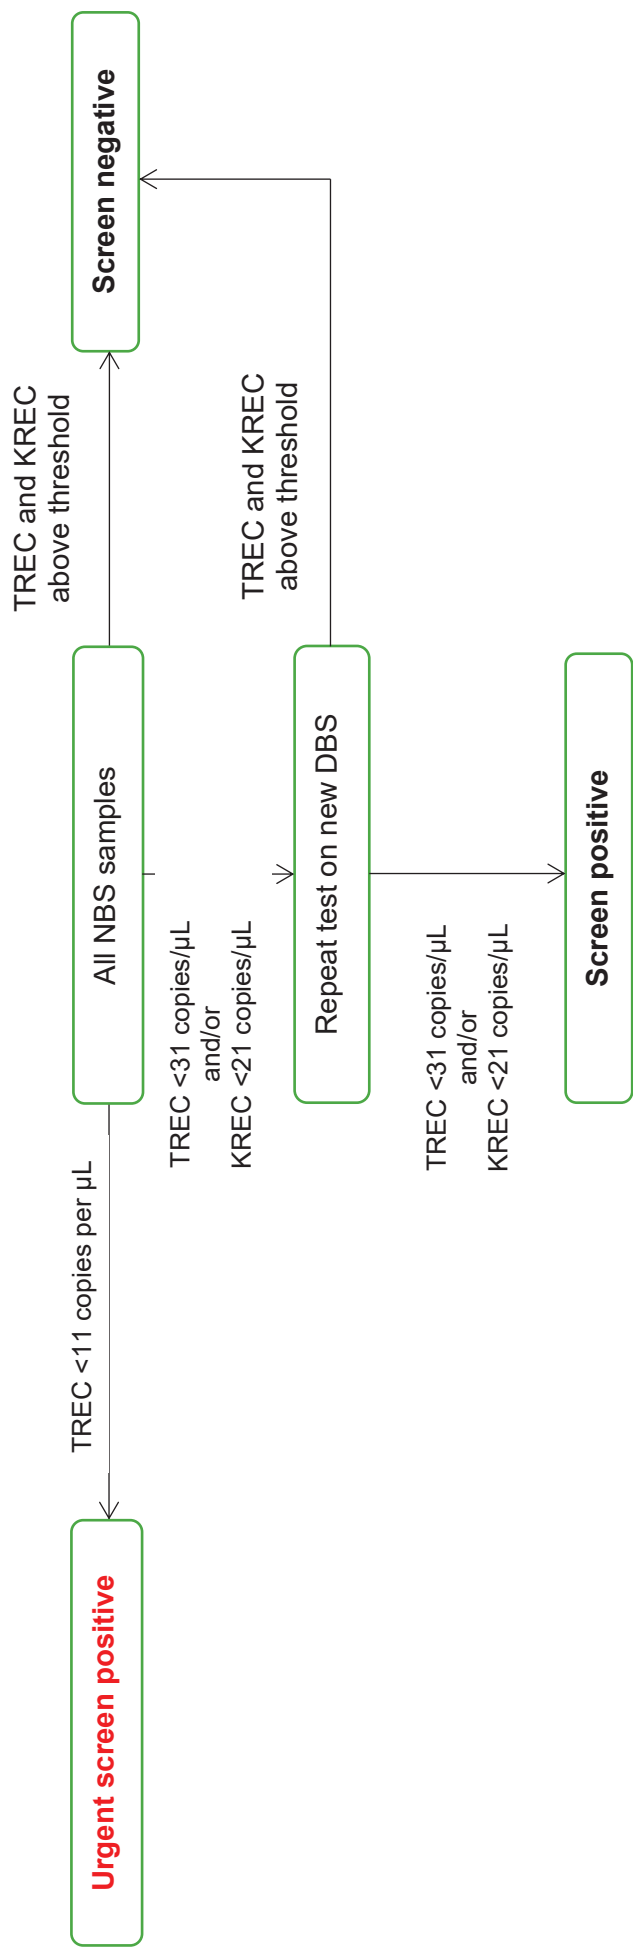 TREC <11 copies per µL
TREC and KREC
above threshold
Urgent screen positive
All NBS samples
Screen negative
TREC <31 copies/µL
and/or
KREC <21 copies/µL
TREC and KREC
above threshold
Repeat test on new DBS
TREC <31 copies/µL
and/or
KREC <21 copies/µL
Screen positive